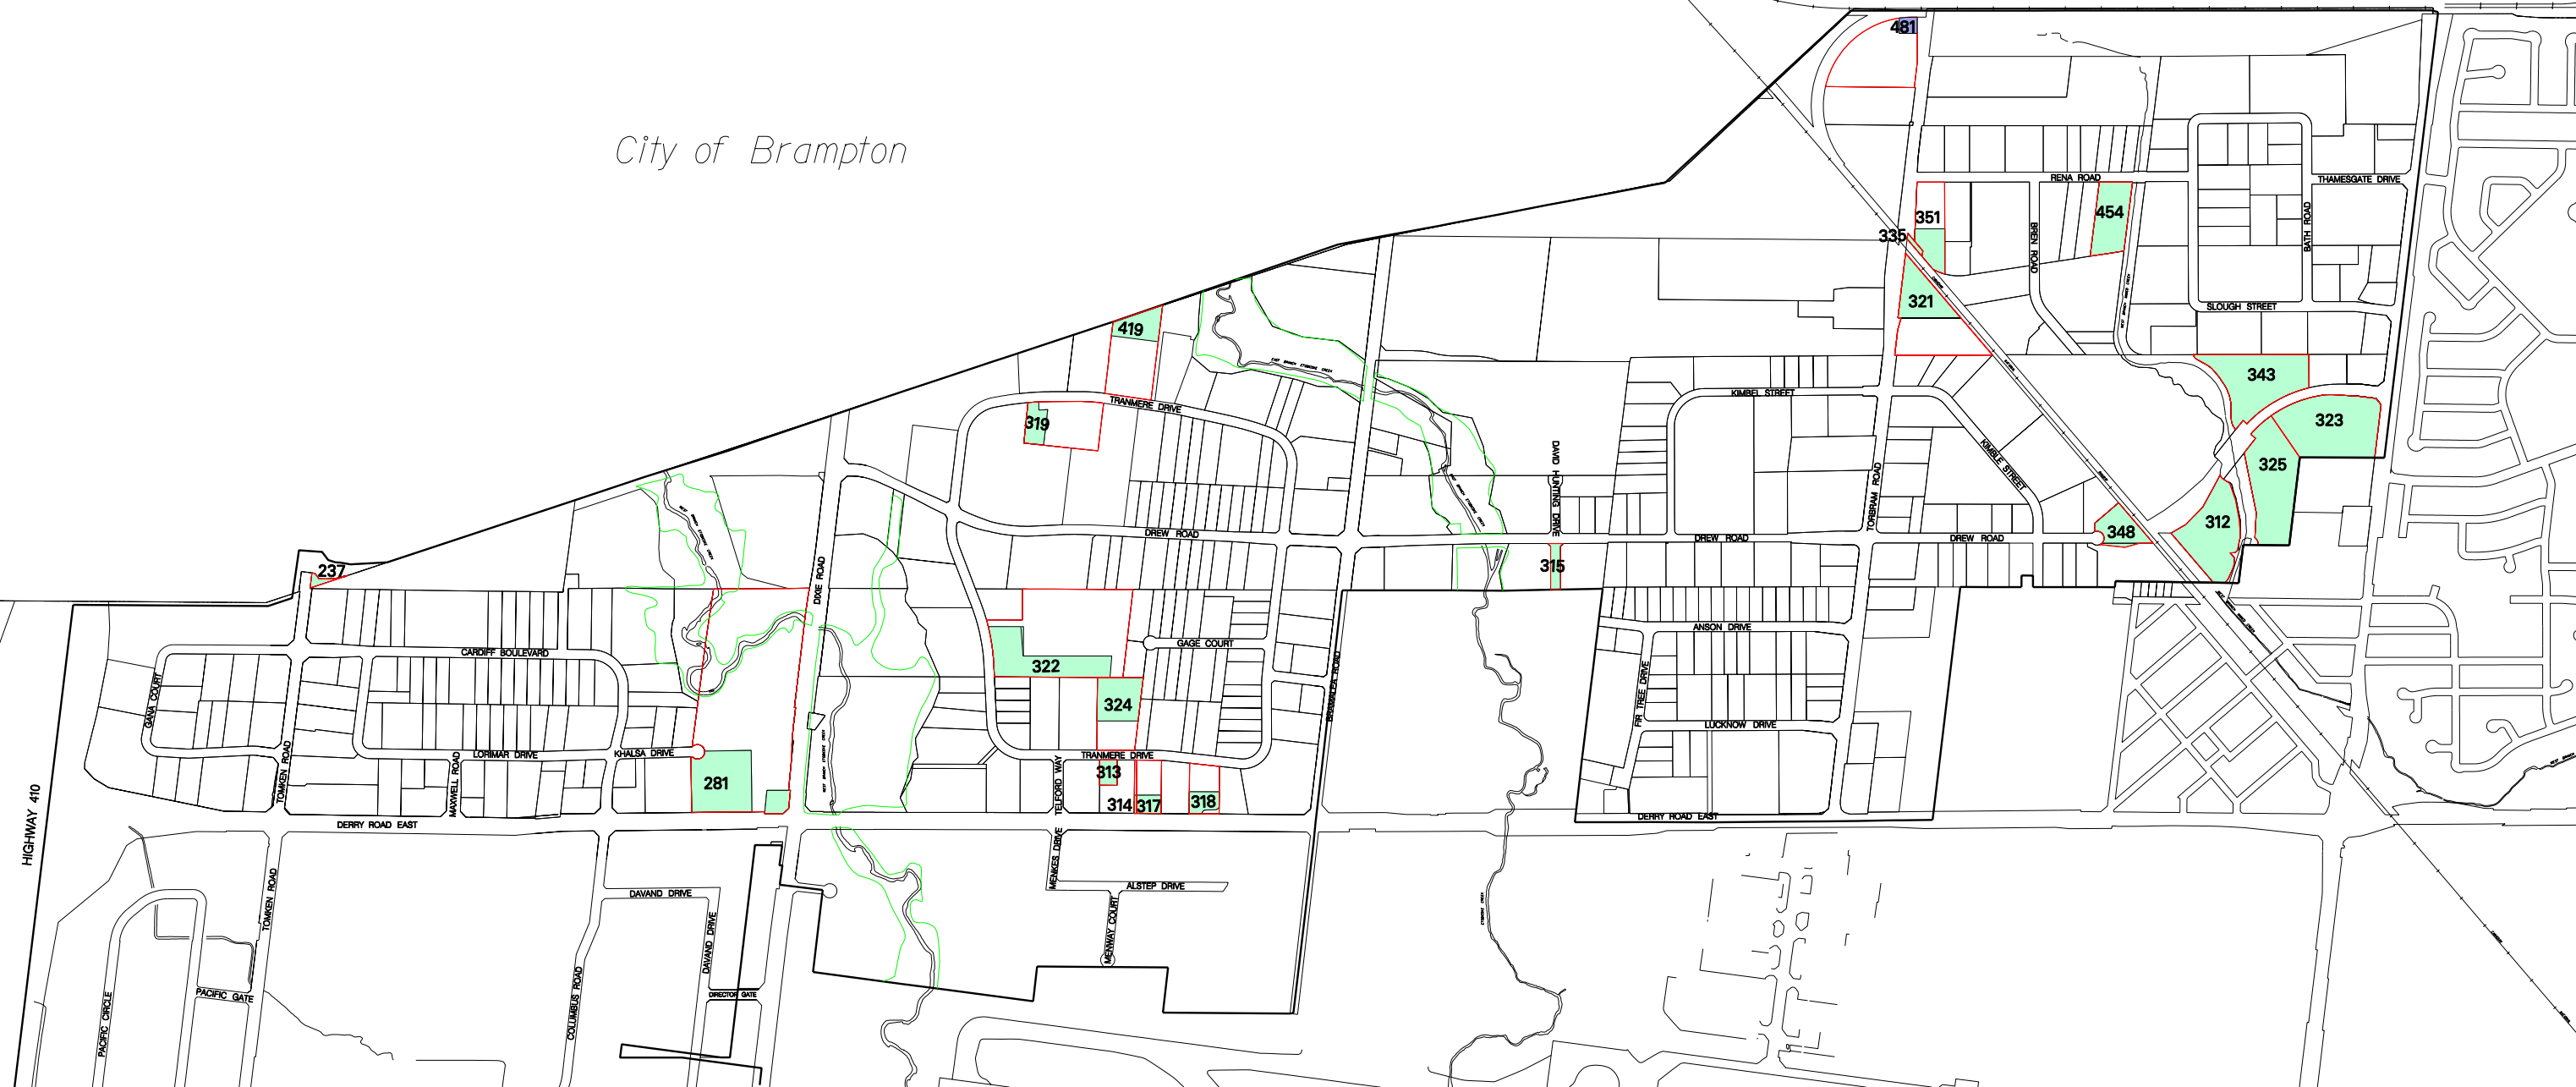 481
City of Brampton
RENA ROAD
THAMESGATE DRIVE
351
454
335
BREN ROAD
BATH ROAD
321
SLOUGH STREET
419
343
TRANMERE DRIVE
KIMBEL STREET
319
323
KIMBLE STREET
325
DAVID HUNTING DRIVE
TORBRAM ROAD
312
348
DREW ROAD
DREW ROAD
DREW ROAD
237
DIXIE ROAD
315
ANSON DRIVE
GAGE COURT
CARDIFF BOULEVARD
322
GANA COURT
BRAMALEA ROAD
FIR TREE DRIVE
324
LUCKNOW DRIVE
LORIMAR DRIVE
KHALSA DRIVE
TRANMERE DRIVE
TOMKEN ROAD
MAXWELL ROAD
281
TELFORD WAY
313
314
317
318
HIGHWAY 410
DERRY ROAD EAST
DERRY ROAD EAST
MENKES DRIVE
ALSTEP DRIVE
DAVAND DRIVE
TOMKEN ROAD
DAVAND DRIVE
MENWAY COURT
PACIFIC GATE
DIRECTOR GATE
PACIFIC CIRCLE
COLUMBUS ROAD